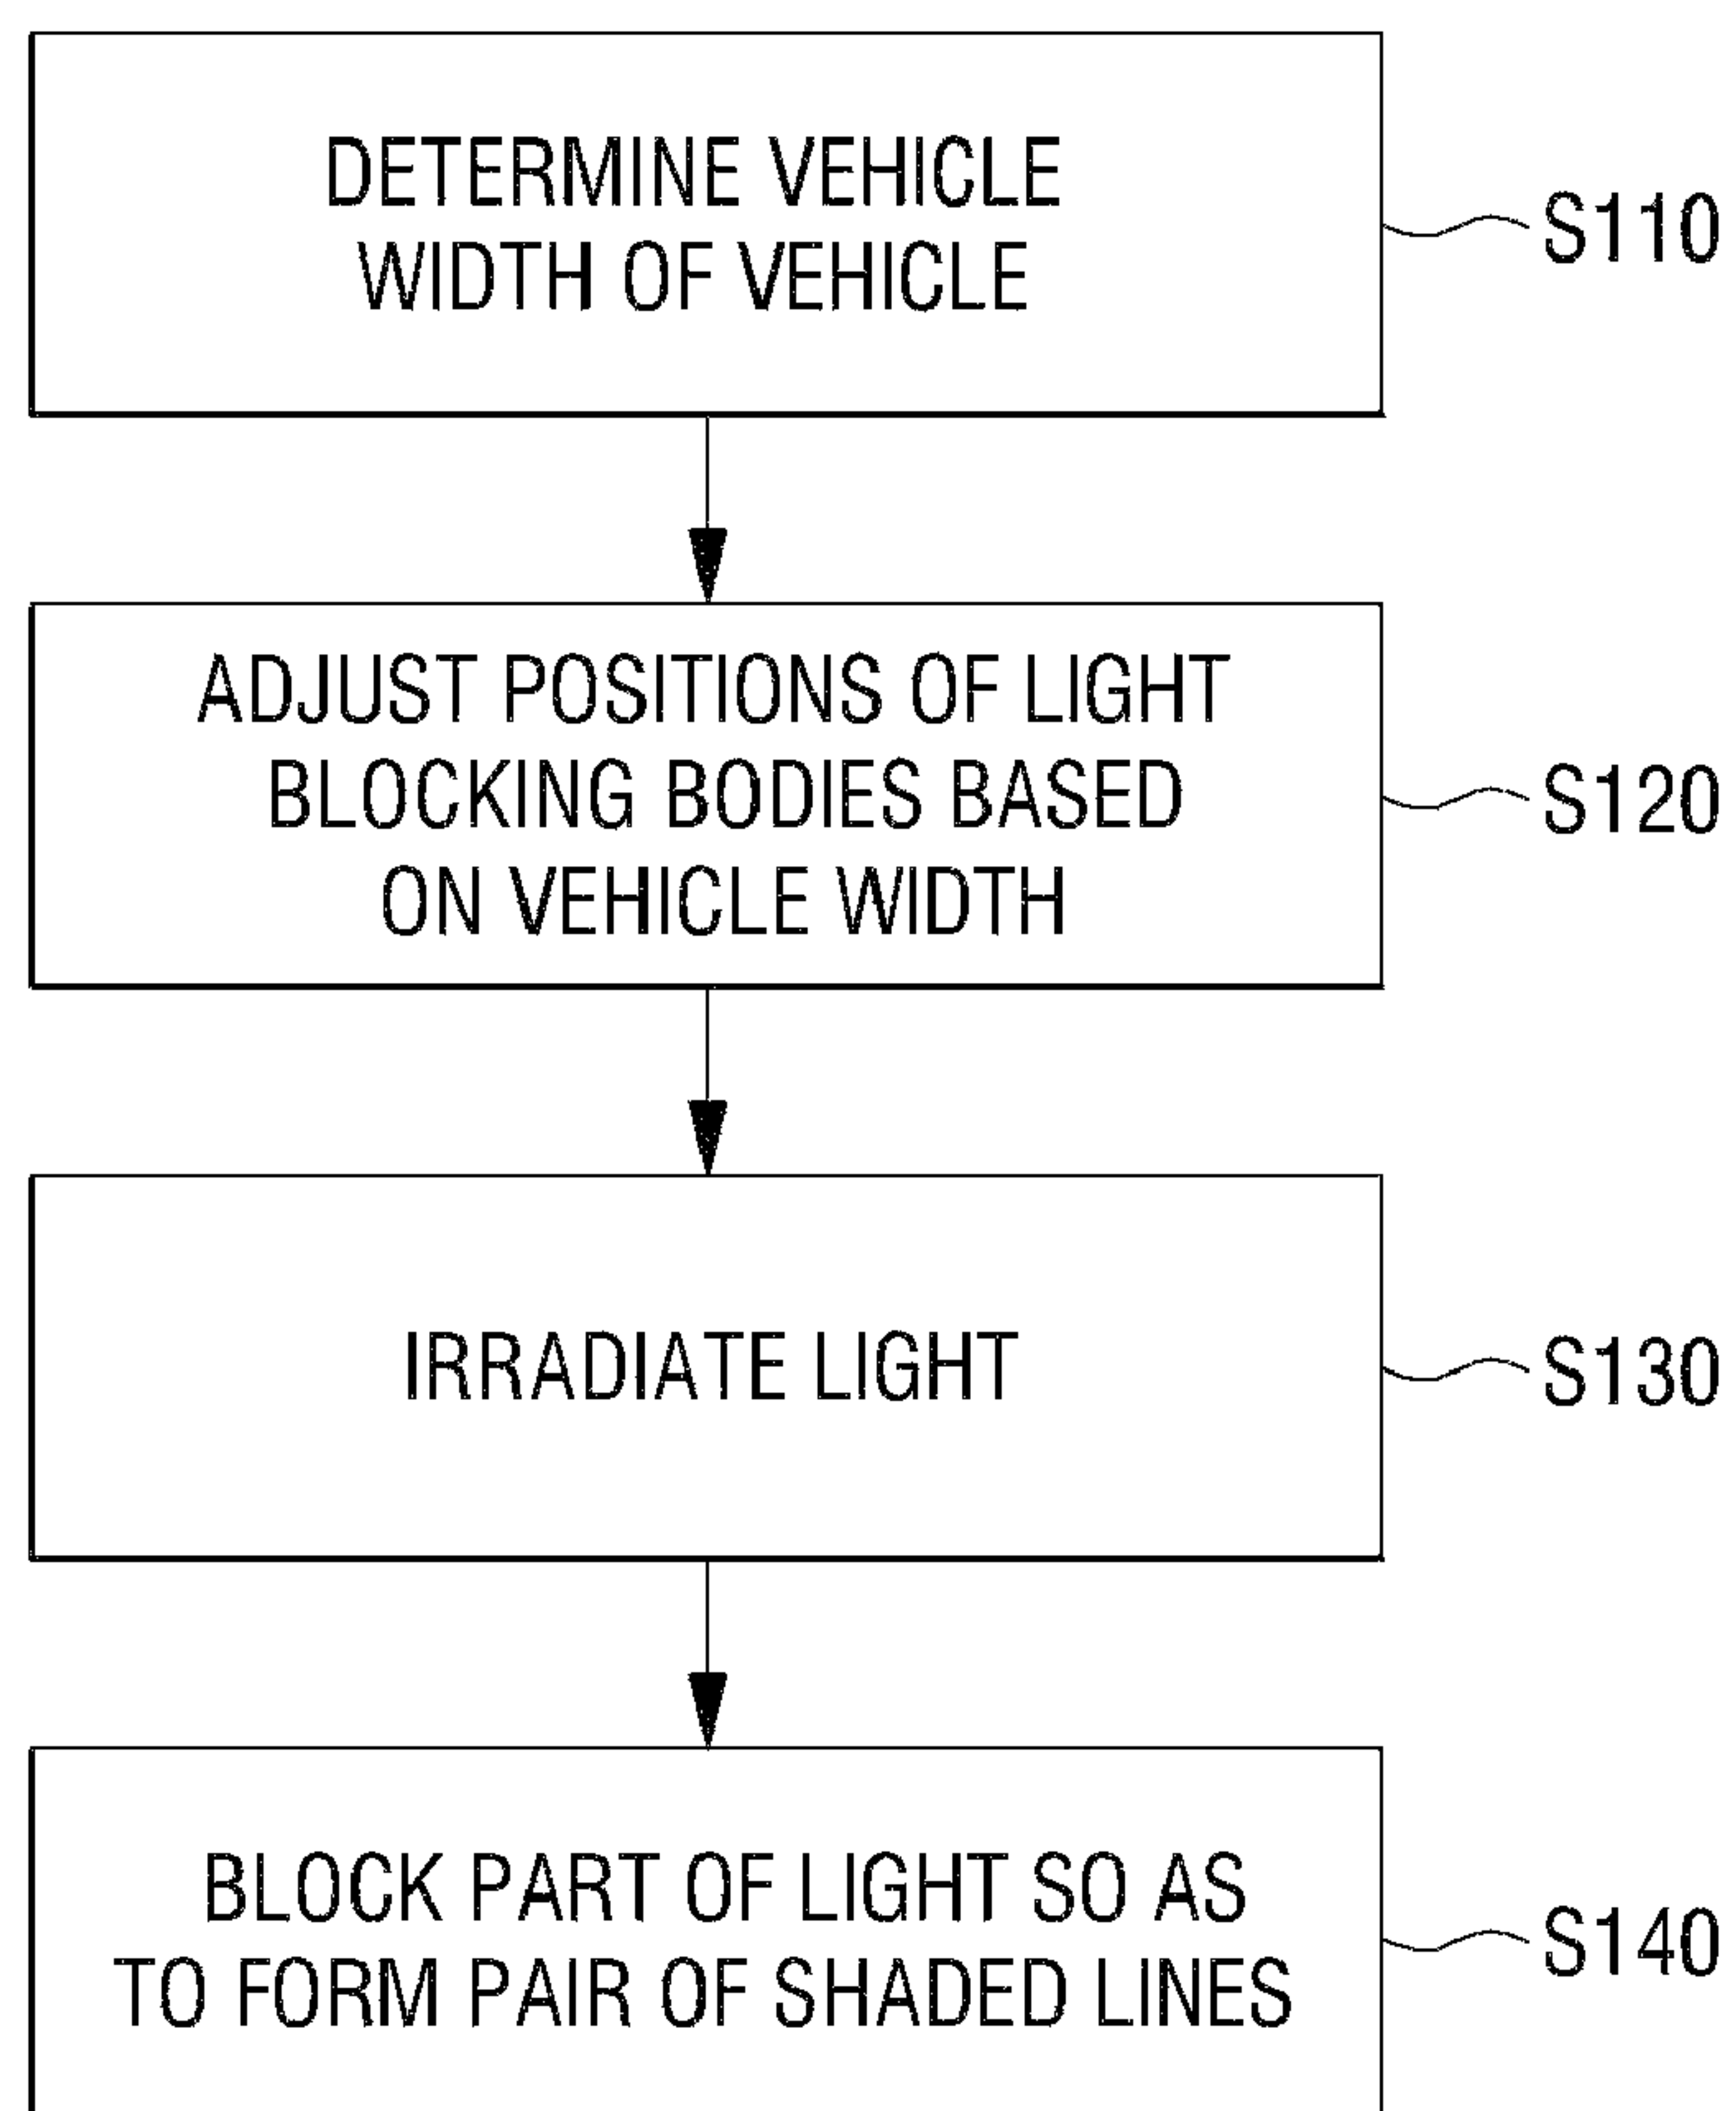 DETERMINE VEHICLE
WIDTH OF VEHICLE
S110
ADJUST POSITIONS OF LIGHT
BLOCKING BODIES BASED
ON VEHICLE WIDTH
S120
IRRADIATE LIGHT
S130
BLOCK PART OF LIGHT SO AS
TO FORM PAIR OF SHADED LINES
S140